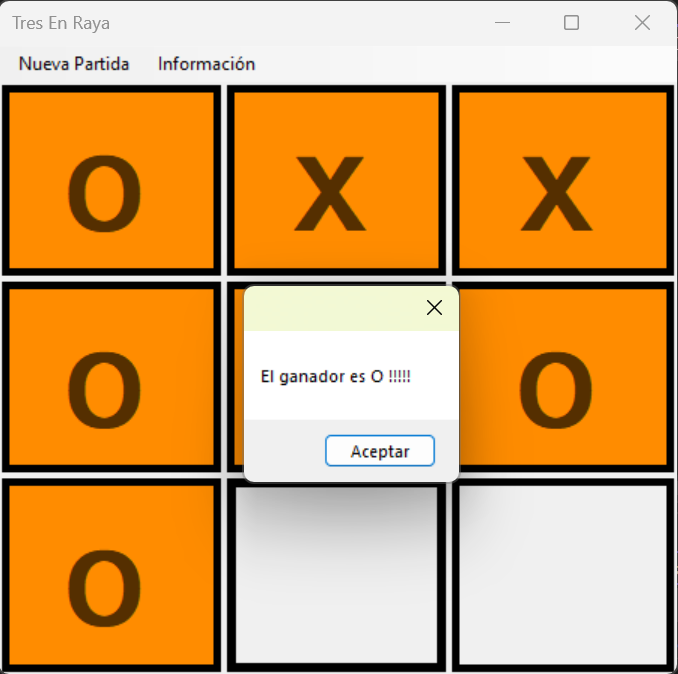 Tres En Raya
Nueva Partida Información
O X X
O O
El ganador es O !!!!!
Aceptar
O